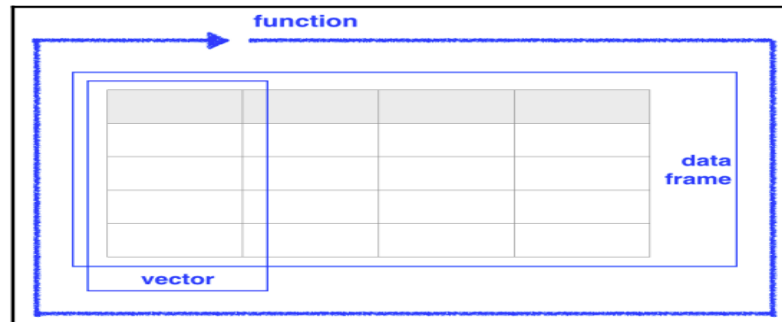 function
data
frame
vector